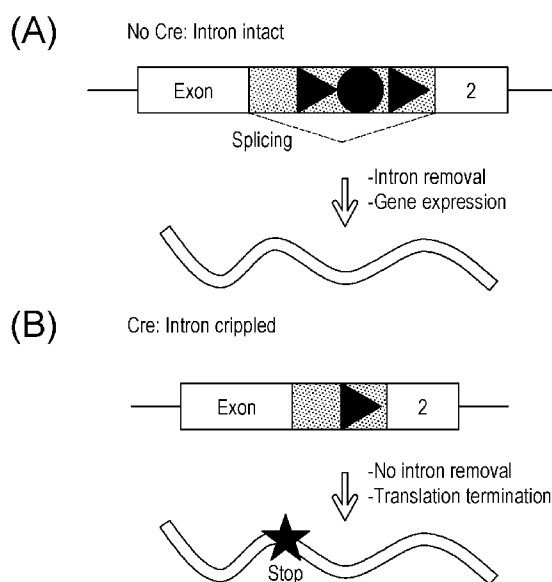 (A)
No Cre: Intron intact
Exon
2
Splicing
-Intron removal
-Gene expression
(B)
Cre: Intron crippled
Exon
2
-No intron removal
-Translation termination
Stop